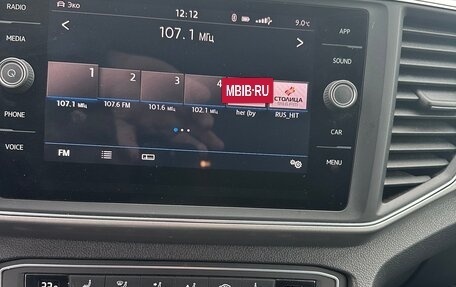 RADIO
MEDIA
PHONE
VOICE
Эко
12:12
9.0°C
107.1 МГц
1
2
3
4
MBIB·RU
СТОЛИЦА
107.1 МГц
107.6 FM
101.6 МГц
102.1 МГц
her (by
RUS_HIT
FM
APP
SOUND
CAR
MENU